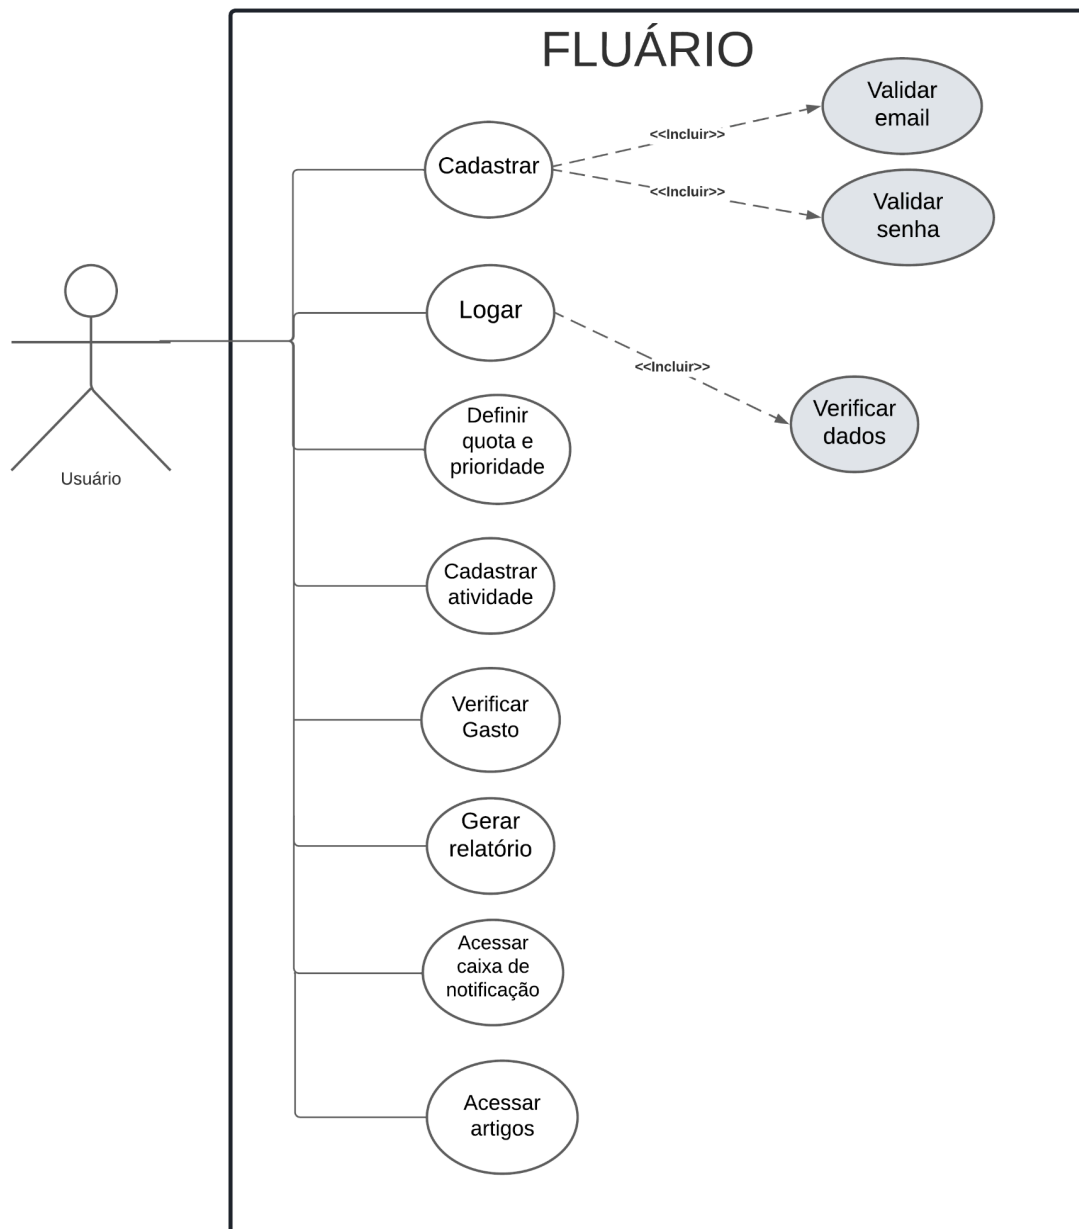 FLUÁRIO
Validar
email
<<Incluir>>
Cadastrar
<<Incluir>>
Validar
senha
Logar
<<Incluir>>
Verificar
dados
Definir
quota e
prioridade
Usuário
Cadastrar
atividade
Verificar
Gasto
Gerar
relatório
Acessar
caixa de
notificação
Acessar
artigos